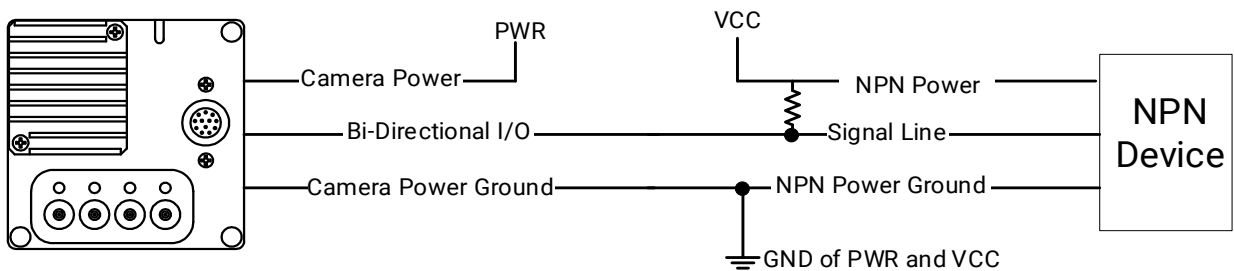 PWR
VCC
Camera Power
NPN Power
Bi-Directional I/O
Signal Line
Camera Power Ground
NPN Power Ground
GND of PWR and VCC
NPN
Device